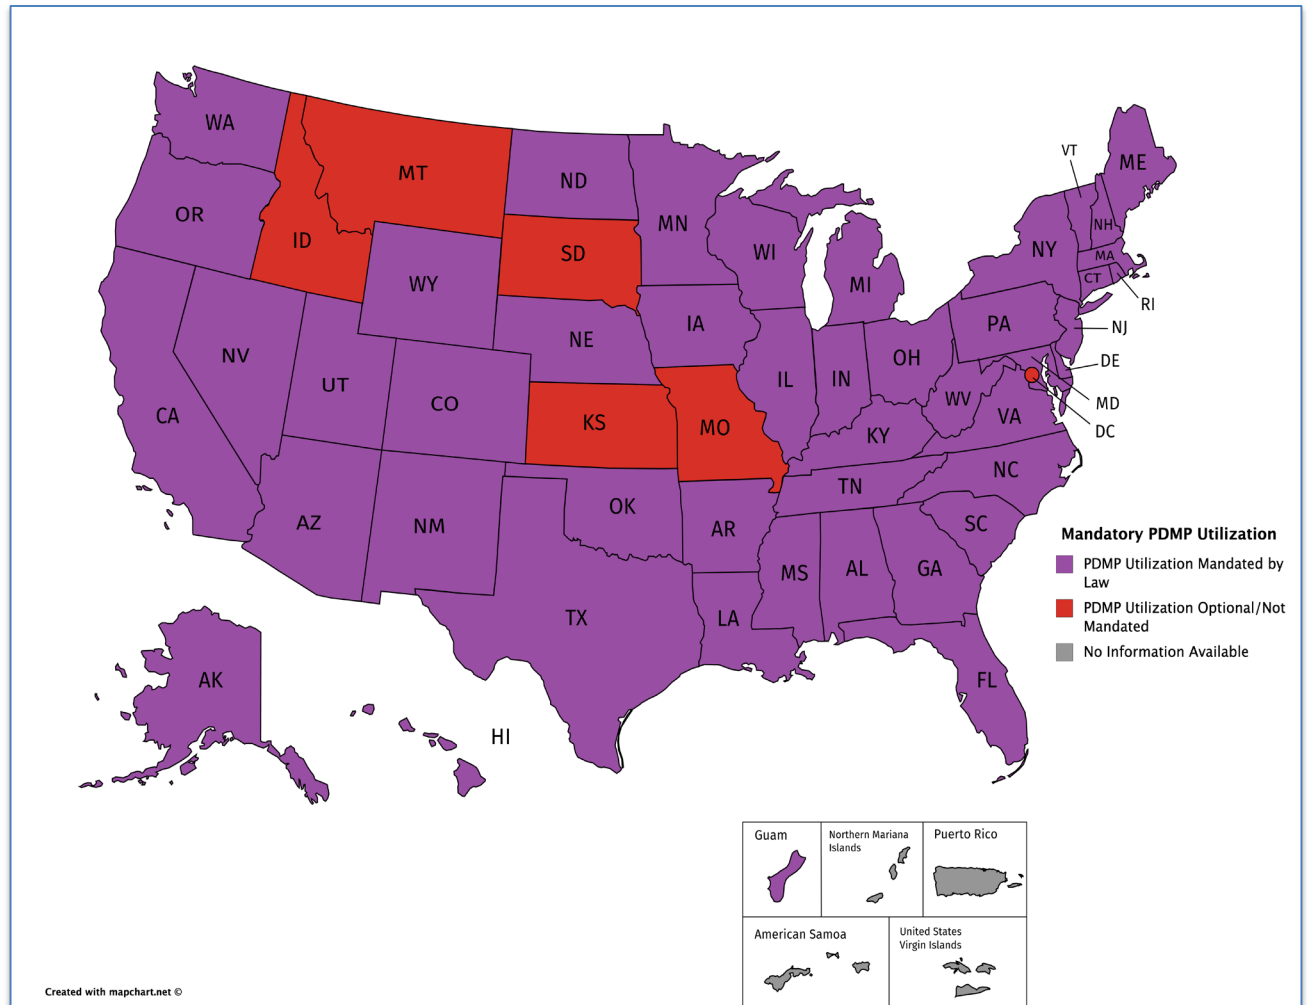 WA
MT
ND
VT
ME
OR
ID
SD
MN
WI
NY
NH
MA
CT
RI
WY
MI
IA
PA
NJ
NE
NV
UT
CO
IL
IN
OH
DE
WV
MD
VA
DC
CA
KS
MO
KY
NC
TN
AZ
NM
OK
AR
SC
MS
AL
GA
TX
LA
FL
AK
HI
Mandatory PDMP Utilization
PDMP Utilization Mandated by
Law
PDMP Utilization Optional/Not
Mandated
No Information Available
Guam
Northern Mariana
Islands
Puerto Rico
American Samoa
United States
Virgin Islands
Created with mapchart.net ©